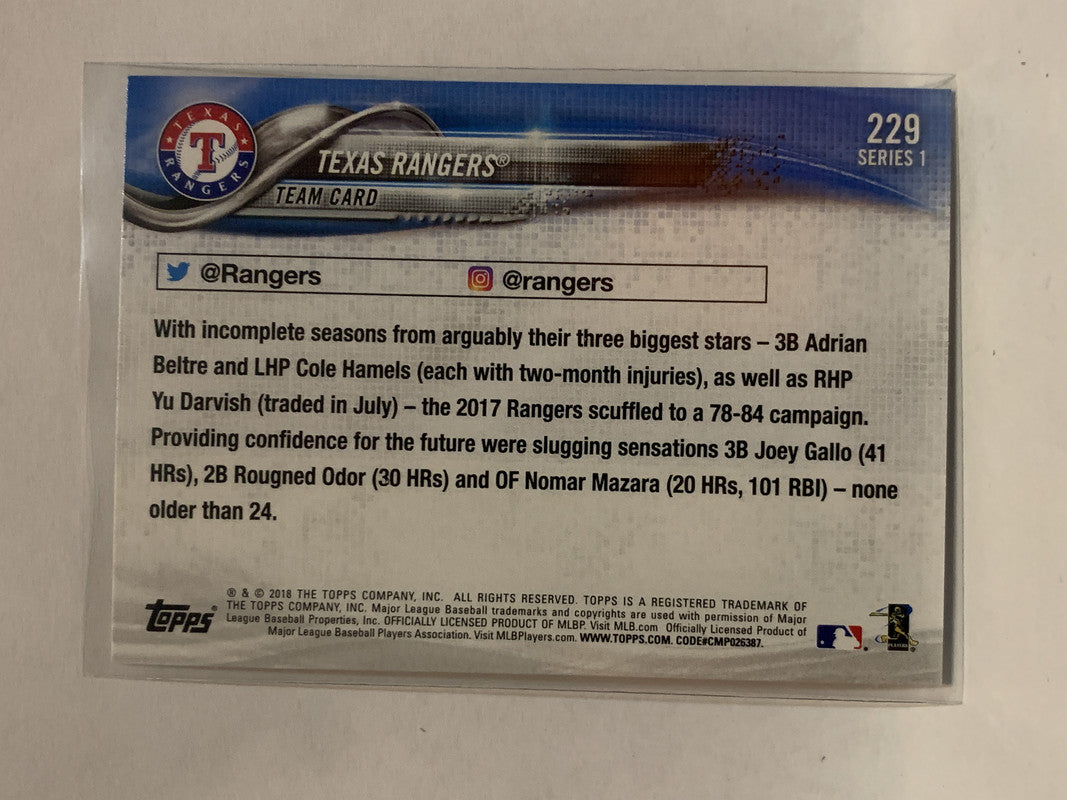 TEXAS RANGERS
T
TEXAS RANGERS®
TEAM CARD
229
SERIES 1
@Rangers
@rangers
With incomplete seasons from arguably their three biggest stars – 3B Adrian
Beltre and LHP Cole Hamels (each with two-month injuries), as well as RHP
Yu Darvish (traded in July) – the 2017 Rangers scuffled to a 78-84 campaign.
Providing confidence for the future were slugging sensations 3B Joey Gallo (41
HRs), 2B Rougned Odor (30 HRs) and OF Nomar Mazara (20 HRs, 101 RBI) – none
older than 24.
Topps®
® & © 2018 THE TOPPS COMPANY, INC. ALL RIGHTS RESERVED. TOPPS IS A REGISTERED TRADEMARK OF
THE TOPPS COMPANY, INC. Major League Baseball trademarks and copyrights are used with permission of Major
League Baseball Properties, Inc. OFFICIALLY LICENSED PRODUCT OF MLBP. Visit MLB.com Officially Licensed Product of
Major League Baseball Players Association. Visit MLBPlayers.com. WWW.TOPPS.COM. CODE#CMP026387.
PLAYERS